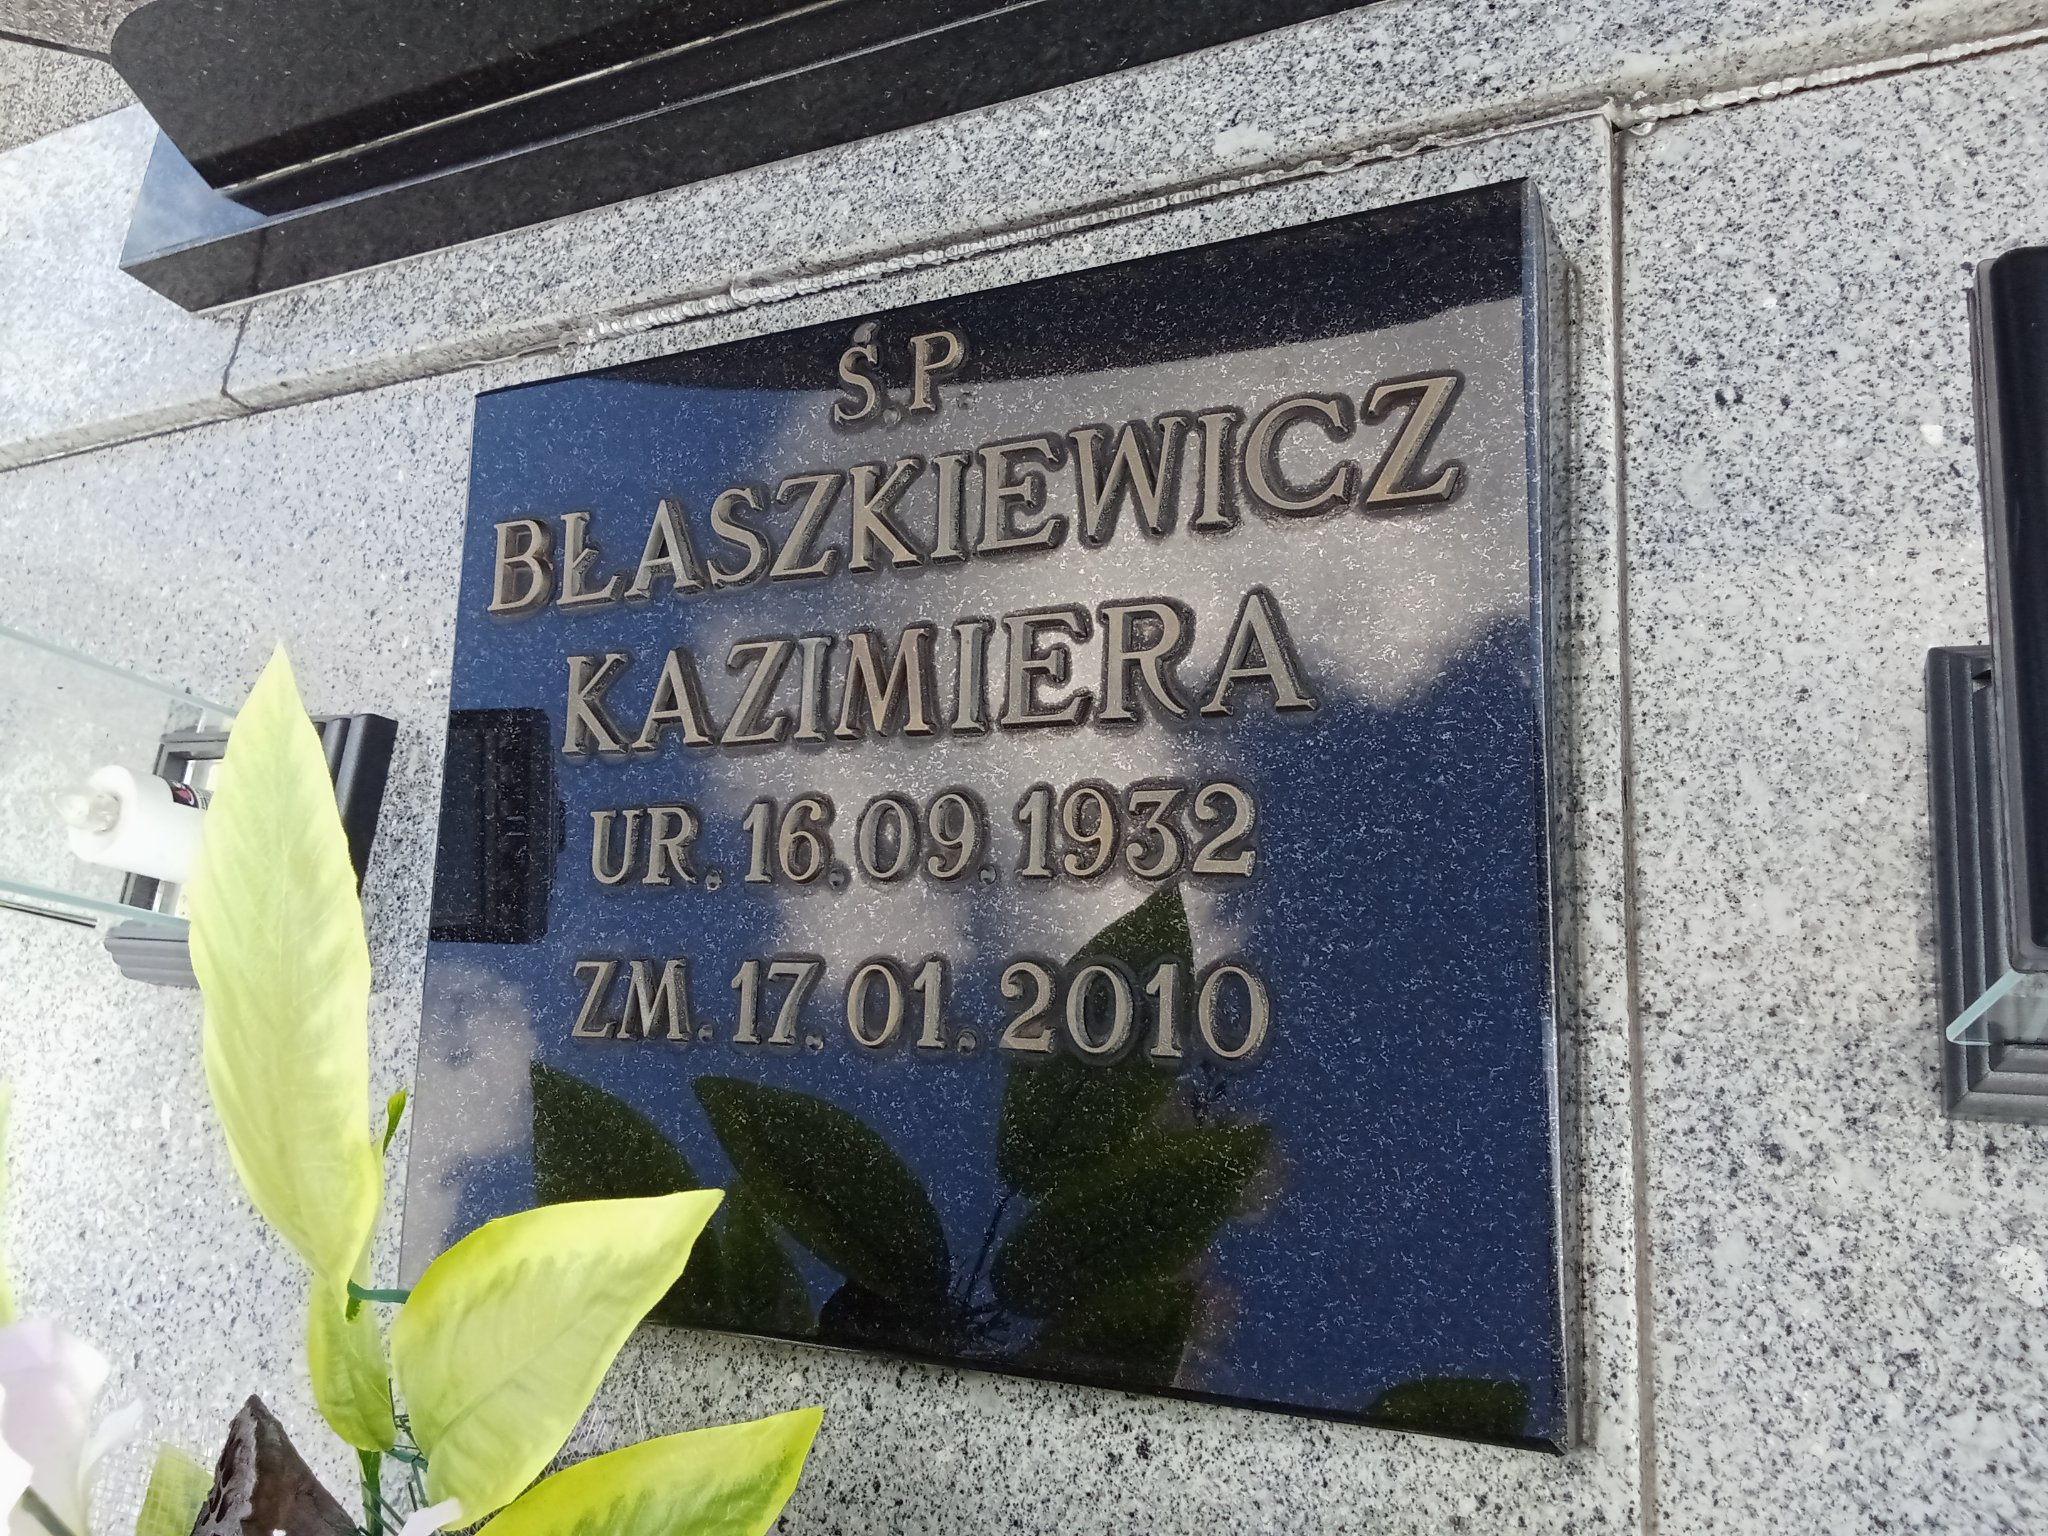 Ś.P.
BŁASZKIEWICZ
KAZIMIERA
UR. 16.09.1932
ZM. 17.01.2010